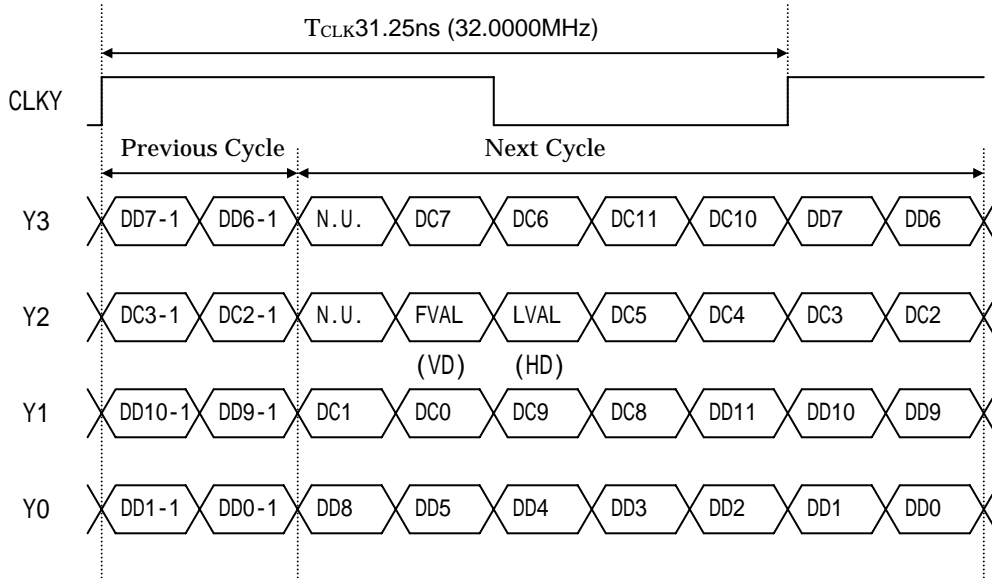 TCLK31.25ns (32.0000MHz)
CLKY
Previous Cycle Next Cycle
Y3 DD7-1 DD6-1 N.U. DC7 DC6 DC11 DC10 DD7 DD6
Y2 DC3-1 DC2-1 N.U. FVAL LVAL DC5 DC4 DC3 DC2
(VD) (HD)
Y1 DD10-1 DD9-1 DC1 DC0 DC9 DC8 DD11 DD10 DD9
Y0 DD1-1 DD0-1 DD8 DD5 DD4 DD3 DD2 DD1 DD0